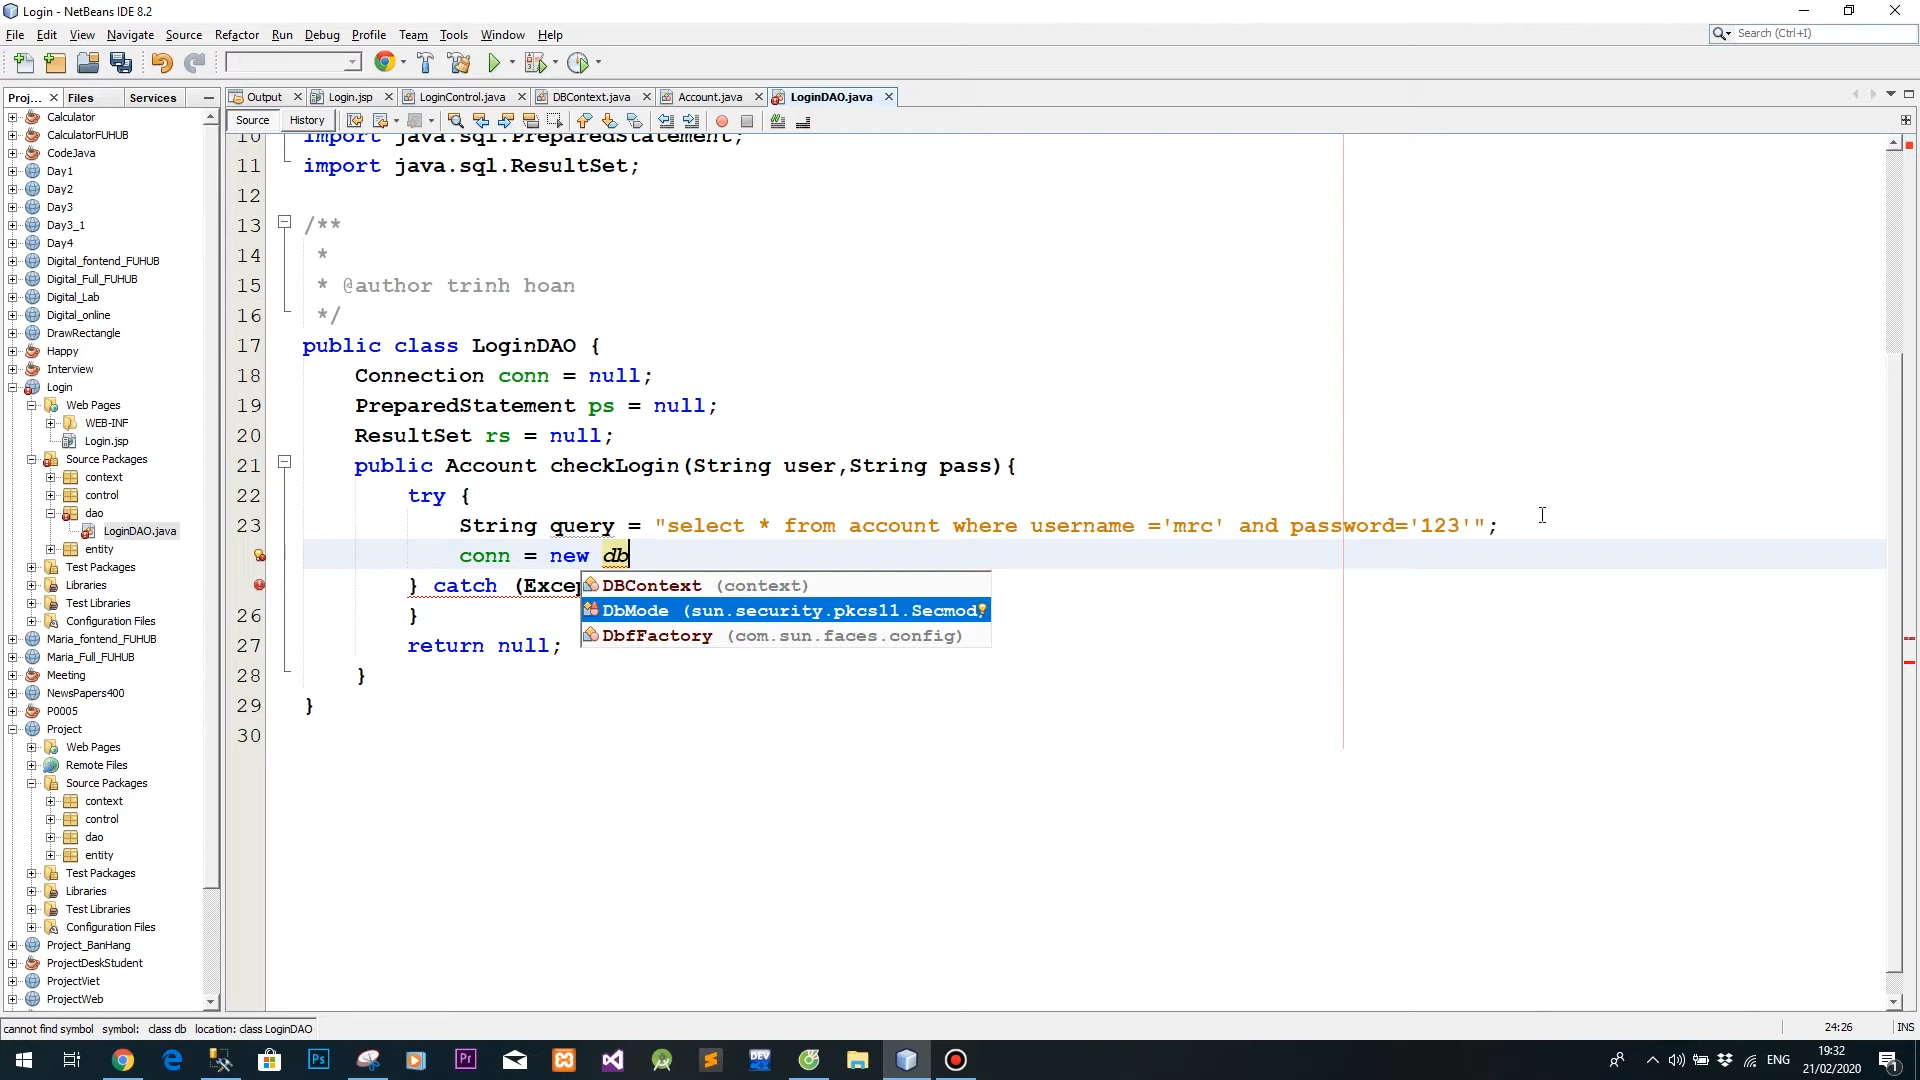 Login - NetBeans IDE 8.2
File Edit View Navigate Source Refactor Run Debug Profile Team Tools Window Help
Search (Ctrl+I)
Proj... Files Services
Output Login.jsp LoginControl.java DBContext.java Account.java LoginDAO.java
Source History
Calculator
CalculatorFUHUB
CodeJava
Day1
Day2
Day3
Day3_1
Day4
Digital_fontend_FUHUB
Digital_Full_FUHUB
Digital_Lab
Digital_online
DrawRectangle
Happy
Interview
Login
Web Pages
WEB-INF
Login.jsp
Source Packages
context
control
dao
LoginDAO.java
entity
Test Packages
Libraries
Test Libraries
Configuration Files
Maria_fontend_FUHUB
Maria_Full_FUHUB
Meeting
NewsPapers400
P0005
Project
Web Pages
Remote Files
Source Packages
context
control
dao
entity
Test Packages
Libraries
Test Libraries
Configuration Files
Project_BanHang
ProjectDeskStudent
ProjectViet
ProjectWeb
10 import java.sql.PreparedStatement;
11 import java.sql.ResultSet;
12
13 /**
14 *
15 * @author trinh hoan
16 */
17 public class LoginDAO {
18 Connection conn = null;
19 PreparedStatement ps = null;
20 ResultSet rs = null;
21 public Account checkLogin(String user,String pass){
22 try {
23 String query = "select * from account where username ='mrc' and password='123'";
conn = new db
} catch (Excep
DBContext (context)
DbMode (sun.security.pkcs11.Secmod
DbfFactory (com.sun.faces.config)
26 }
27 return null;
28 }
29 }
30
cannot find symbol symbol: class db location: class LoginDAO
24:26 INS
Ps Pr DEV
ENG
19:32
21/02/2020
1